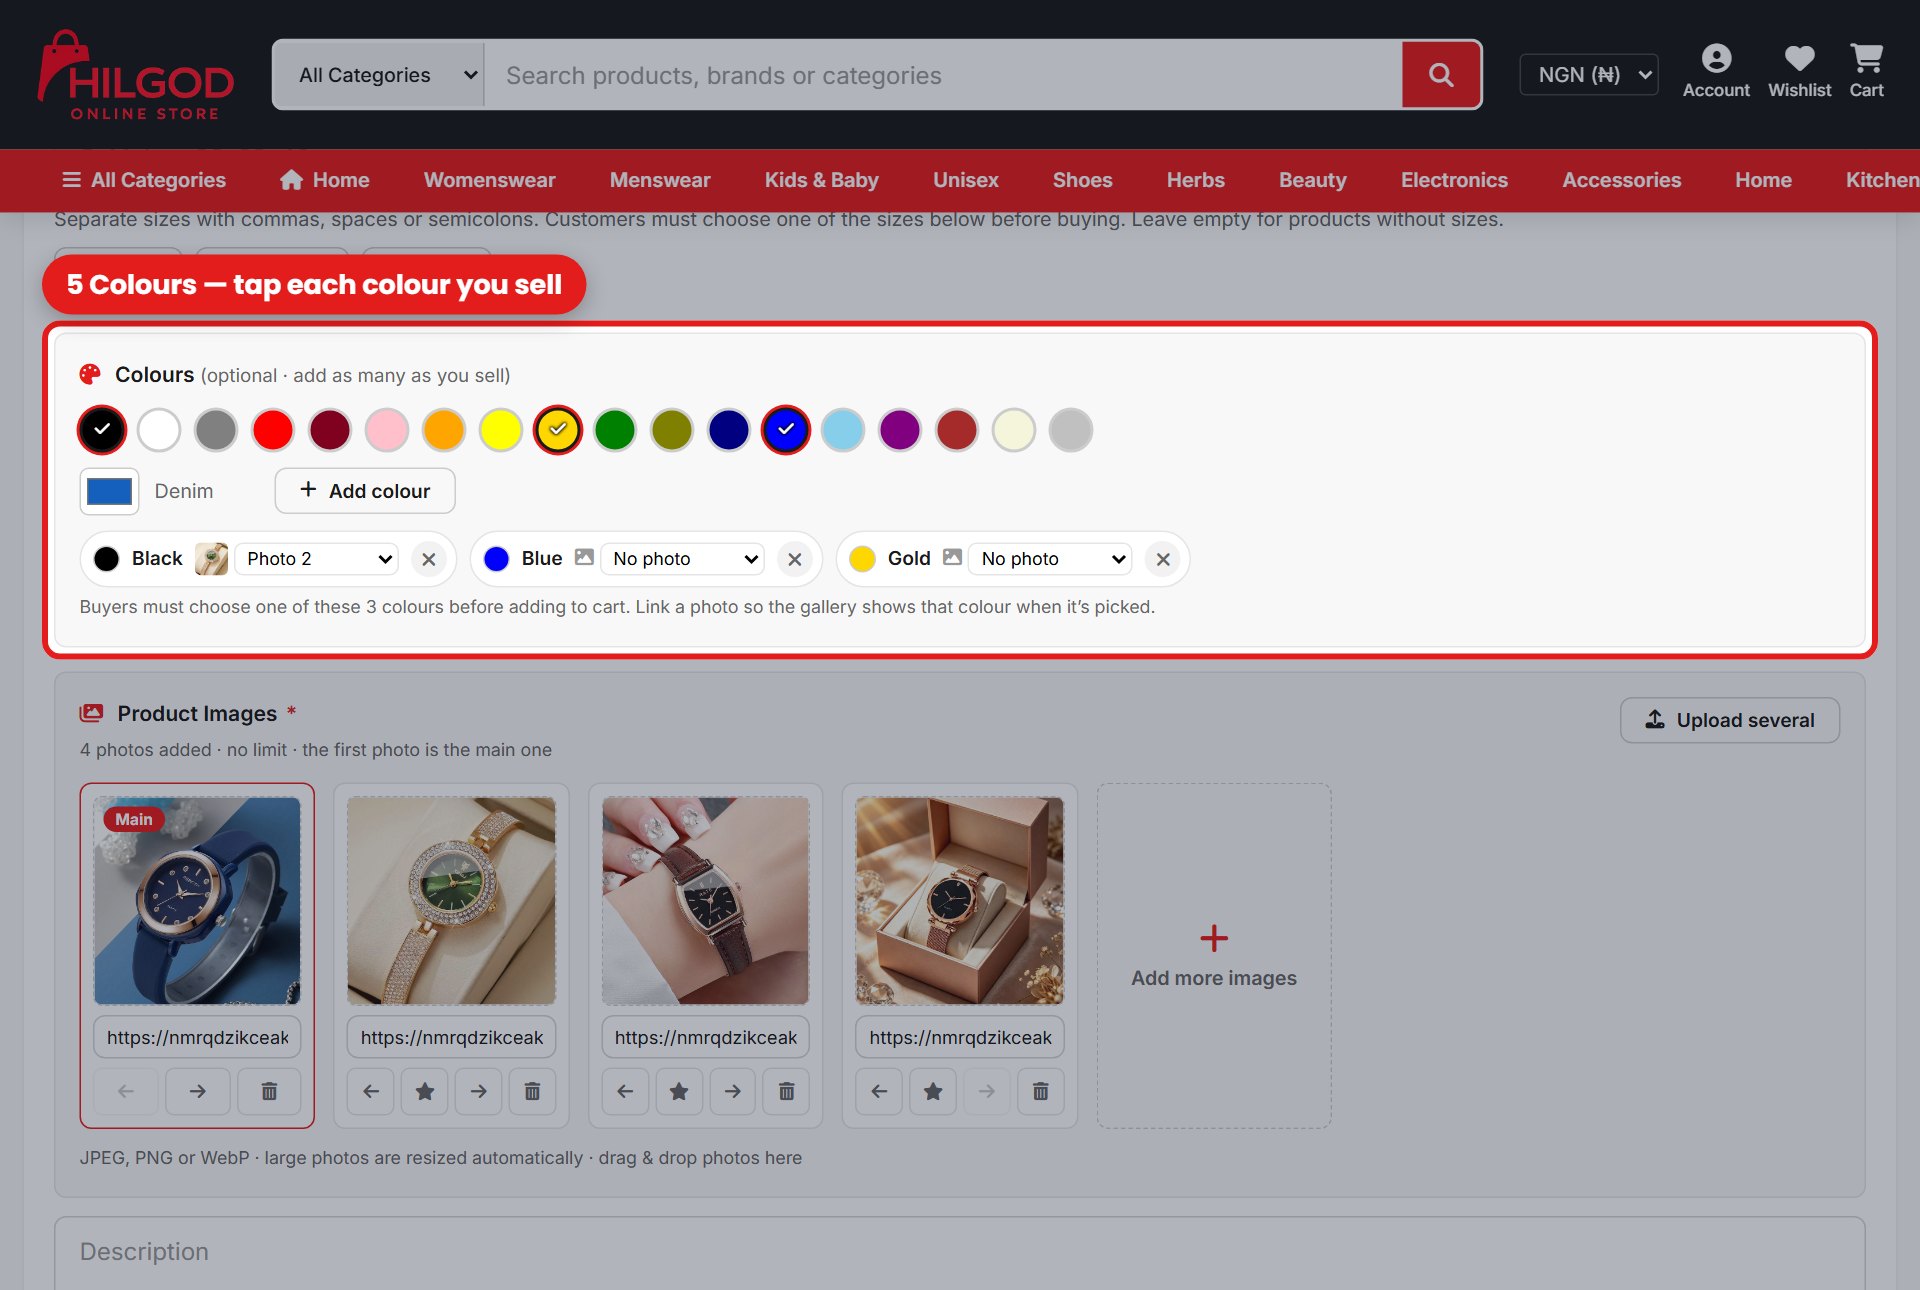 HILGOD
ONLINE STORE
All Categories
Search products, brands or categories
NGN (₦)
Account
Wishlist
Cart
All Categories
Home
Womenswear
Menswear
Kids & Baby
Unisex
Shoes
Herbs
Beauty
Electronics
Accessories
Home
Kitchen
Separate sizes with commas, spaces or semicolons. Customers must choose one of the sizes below before buying. Leave empty for products without sizes.
5 Colours — tap each colour you sell
Colours (optional · add as many as you sell)
Denim
+ Add colour
Black
Photo 2
Blue
No photo
Gold
No photo
Buyers must choose one of these 3 colours before adding to cart. Link a photo so the gallery shows that colour when it’s picked.
Product Images *
Upload several
4 photos added · no limit · the first photo is the main one
Main
Add more images
https://nmrqdzikceak
https://nmrqdzikceak
https://nmrqdzikceak
https://nmrqdzikceak
JPEG, PNG or WebP · large photos are resized automatically · drag & drop photos here
Description